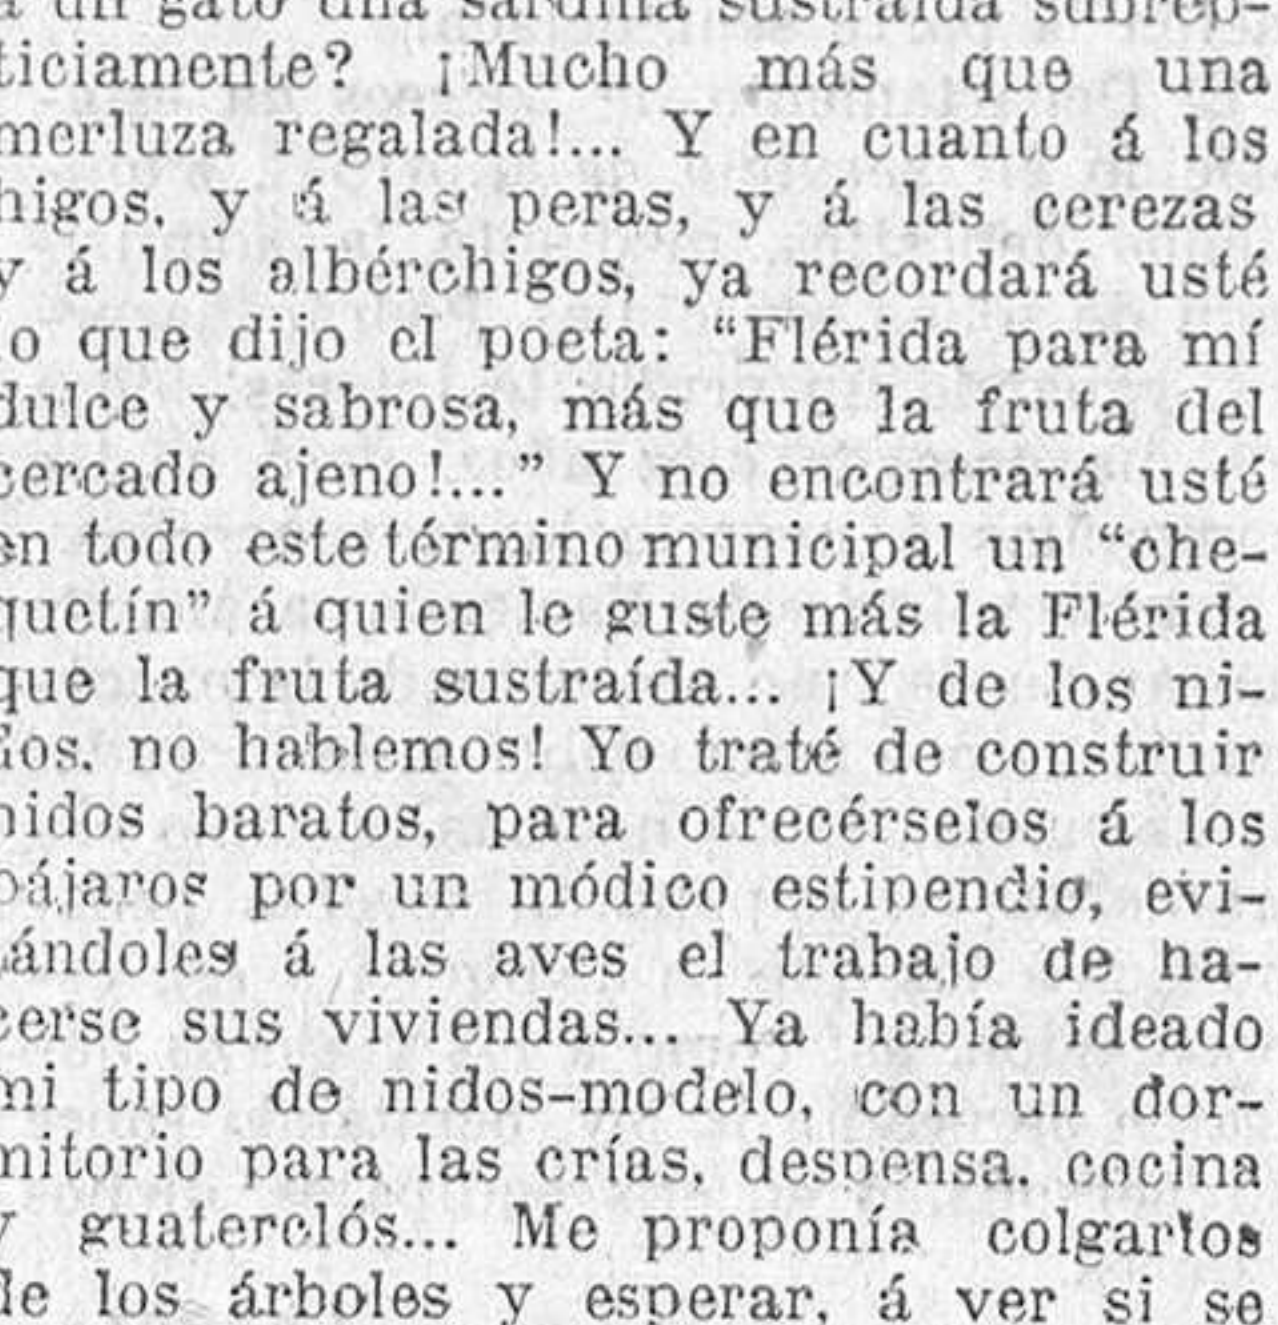 a un gato una sardina sustraída subrep-
ticiamente? ¡Mucho más que una
merluza regalada!... Y en cuanto á los
higos, y á las peras, y á las cerezas
y á los albérchigos, ya recordará usté
lo que dijo el poeta: “Flérida para mí
dulce y sabrosa, más que la fruta del
cercado ajeno!...” Y no encontrará usté
en todo este término municipal un “che-
quetín” á quien le guste más la Flérida
que la fruta sustraída... ¡Y de los ni-
dos, no hablemos! Yo traté de construir
nidos baratos, para ofrecérselos á los
pájaros por un módico estipendio, evi-
tándoles á las aves el trabajo de ha-
cerse sus viviendas... Ya había ideado
mi tipo de nidos-modelo, con un dor-
mitorio para las crías, despensa, cocina
y guaterclós... Me proponía colgarlos
de los árboles y esperar, á ver si se